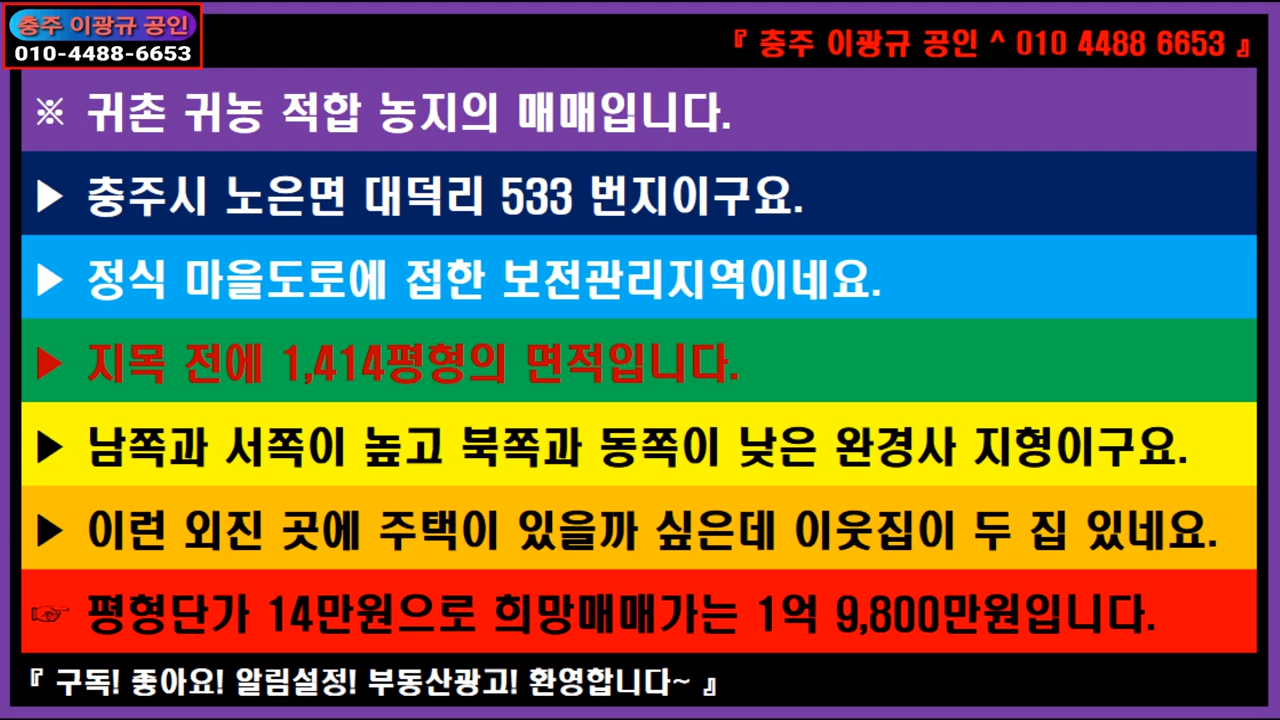 충주 이광규 공인
010-4488-6653
『 충주 이광규 공인 ^ 010 4488 6653 』
※ 귀촌 귀농 적합 농지의 매매입니다.
▶ 충주시 노은면 대덕리 533 번지이구요.
▶ 정식 마을도로에 접한 보전관리지역이네요.
▶ 지목 전에 1,414평형의 면적입니다.
▶ 남쪽과 서쪽이 높고 북쪽과 동쪽이 낮은 완경사 지형이구요.
▶ 이런 외진 곳에 주택이 있을까 싶은데 이웃집이 두 집 있네요.
☞ 평형단가 14만원으로 희망매매가는 1억 9,800만원입니다.
『 구독! 좋아요! 알림설정! 부동산광고! 환영합니다~ 』